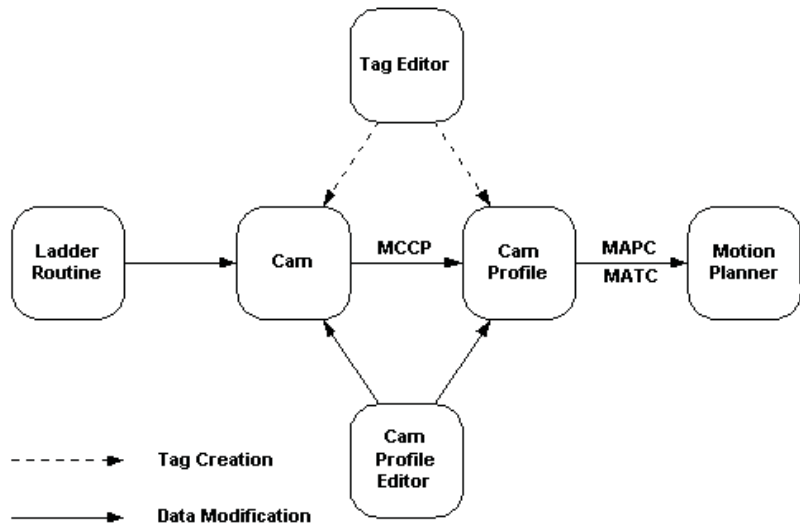 Tag Editor
Ladder
Routine
Cam
MCCP
Cam
Profile
MAPC
MATC
Motion
Planner
Cam
Profile
Editor
Tag Creation
Data Modification